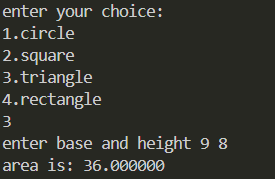 enter your choice:
1.circle
2.square
3.triangle
4.rectangle
3
enter base and height 9 8
area is: 36.000000